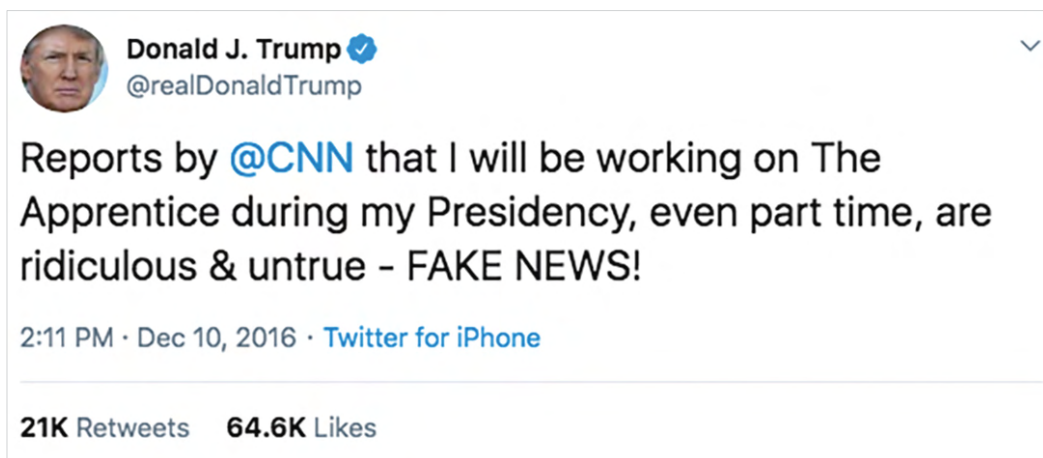 Donald J. Trump
@realDonaldTrump
Reports by @CNN that I will be working on The
Apprentice during my Presidency, even part time, are
ridiculous & untrue - FAKE NEWS!
2:11 PM · Dec 10, 2016 · Twitter for iPhone
21K Retweets 64.6K Likes